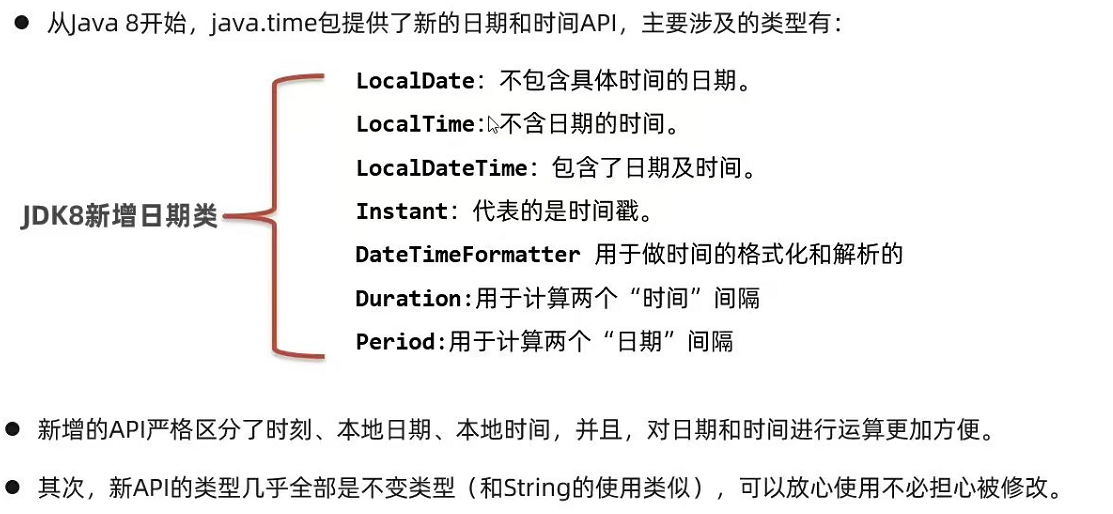 从Java 8开始，java.time包提供了新的日期和时间API，主要涉及的类型有：
LocalDate：不包含具体时间的日期。
LocalTime：不含日期的时间。
LocalDateTime：包含了日期及时间。
JDK8新增日期类
Instant：代表的是时间戳。
DateTimeFormatter 用于做时间的格式化和解析的
Duration:用于计算两个“时间”间隔
Period:用于计算两个“日期”间隔
新增的API严格区分了时刻、本地日期、本地时间，并且，对日期和时间进行运算更加方便。
其次，新API的类型几乎全部是不变类型（和String的使用类似），可以放心使用不必担心被修改。